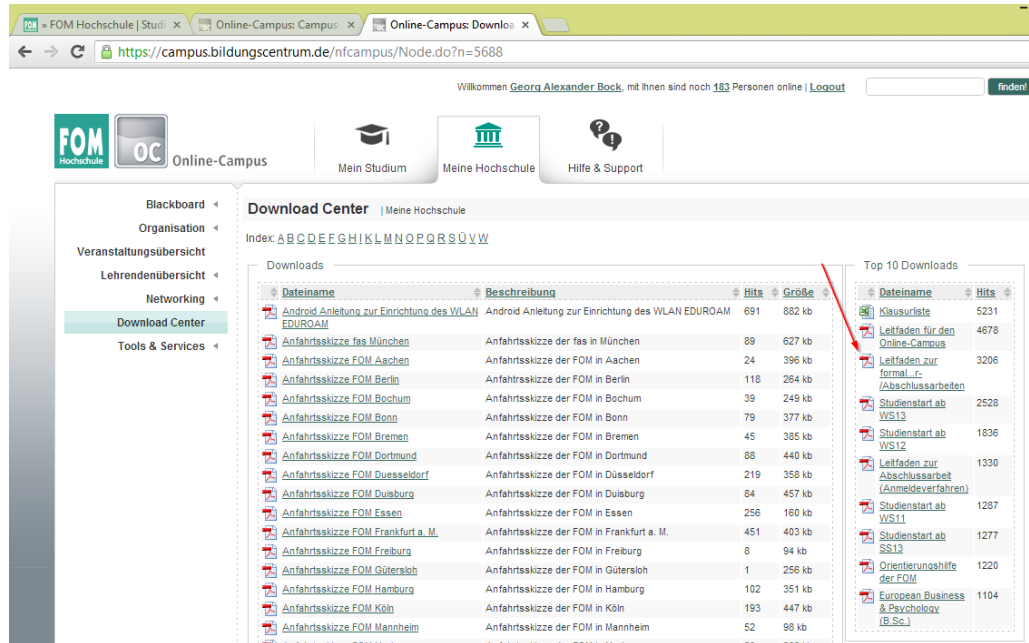 » FOM Hochschule | Studi
Online-Campus: Campus-
Online-Campus: Downloa
https://campus.bildungscentrum.de/nfcampus/Node.do?n=5688
Willkommen Georg Alexander Bock, mit Ihnen sind noch 183 Personen online | Logout
finden!
FOM
Hochschule
OC
Online-Campus
Mein Studium
Meine Hochschule
Hilfe & Support
Blackboard
Organisation
Veranstaltungsübersicht
Lehrendenübersicht
Networking
Download Center
Tools & Services
Download Center | Meine Hochschule
Index: A B C D E F G H I K L M N O P Q R S Ü V W
Downloads
Dateiname Beschreibung Hits Größe
Android Anleitung zur Einrichtung des WLAN Android Anleitung zur Einrichtung des WLAN EDUROAM 691 882 kb
EDUROAM
Anfahrtsskizze fas München Anfahrtsskizze der fas in München 89 627 kb
Anfahrtsskizze FOM Aachen Anfahrtsskizze der FOM in Aachen 24 396 kb
Anfahrtsskizze FOM Berlin Anfahrtsskizze der FOM in Berlin 118 264 kb
Anfahrtsskizze FOM Bochum Anfahrtsskizze der FOM in Bochum 39 249 kb
Anfahrtsskizze FOM Bonn Anfahrtsskizze der FOM in Bonn 79 377 kb
Anfahrtsskizze FOM Bremen Anfahrtsskizze der FOM in Bremen 45 385 kb
Anfahrtsskizze FOM Dortmund Anfahrtsskizze der FOM in Dortmund 88 440 kb
Anfahrtsskizze FOM Duesseldorf Anfahrtsskizze der FOM in Düsseldorf 219 358 kb
Anfahrtsskizze FOM Duisburg Anfahrtsskizze der FOM in Duisburg 84 457 kb
Anfahrtsskizze FOM Essen Anfahrtsskizze der FOM in Essen 256 160 kb
Anfahrtsskizze FOM Frankfurt a. M. Anfahrtsskizze der FOM in Frankfurt a. M. 451 403 kb
Anfahrtsskizze FOM Freiburg Anfahrtsskizze der FOM in Freiburg 8 94 kb
Anfahrtsskizze FOM Gütersloh Anfahrtsskizze der FOM in Gütersloh 1 256 kb
Anfahrtsskizze FOM Hamburg Anfahrtsskizze der FOM in Hamburg 102 351 kb
Anfahrtsskizze FOM Köln Anfahrtsskizze der FOM in Köln 193 447 kb
Anfahrtsskizze FOM Mannheim Anfahrtsskizze der FOM in Mannheim 52 98 kb
Top 10 Downloads
Dateiname Hits
Klausurliste 5231
Leitfaden für den 4678
Online-Campus
Leitfaden zur 3206
formal...r-
/Abschlussarbeiten
Studienstart ab 2528
WS13
Studienstart ab 1836
WS12
Leitfaden zur 1330
Abschlussarbeit
(Anmeldeverfahren)
Studienstart ab 1287
WS11
Studienstart ab 1277
SS13
Orientierungshilfe 1220
der FOM
European Business 1104
& Psychology
(B.Sc.)